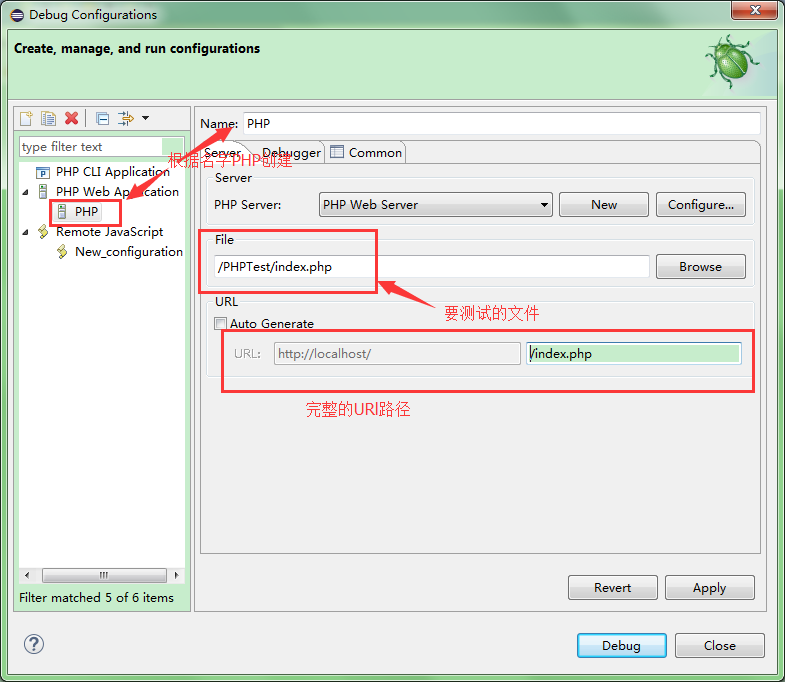 Debug Configurations
Create, manage, and run configurations
Name: PHP
type filter text
根据名字PHP创建
Server Debugger Common
PHP CLI Application
PHP Web Application
PHP
Remote JavaScript
New_configuration
Server
PHP Server: PHP Web Server New Configure...
File
/PHPTest/index.php Browse
要测试的文件
URL
Auto Generate
URL: http://localhost/ /index.php
完整的URl路径
Filter matched 5 of 6 items
Revert Apply
? Debug Close